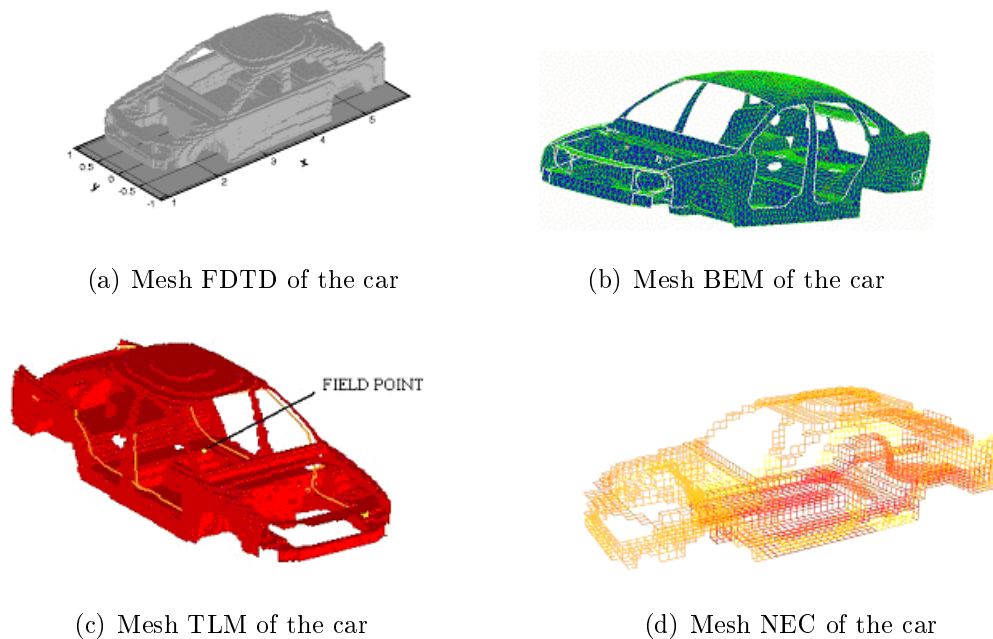 1
0.5
0
-0.5
-1
y
1
2
3
4
5
x
(a) Mesh FDTD of the car
(b) Mesh BEM of the car
FIELD POINT
(c) Mesh TLM of the car
(d) Mesh NEC of the car